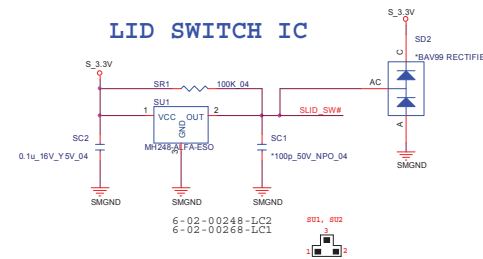 LID SWITCH IC
S_3.3V
S_3.3V
SD2
*BAV99 RECTIFIE
C
AC
A
SMGND
SR1
100K_04
SU1
1
VCC
OUT
2
GND
3
MH248-ALFA-ESO
SLID_SW#
SC2
0.1u_16V_Y5V_04
SC1
*100p_50V_NPO_04
SMGND
SMGND
SMGND
6-02-00248-LC2
6-02-00268-LC1
SU1, SU2
3
1
2